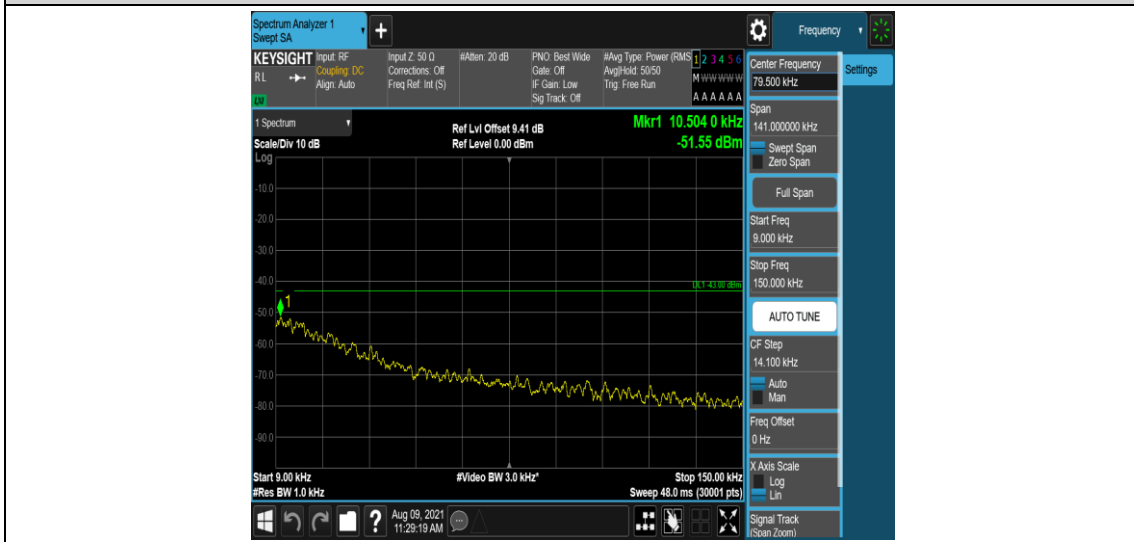 Spectrum Analyzer 1
Swept SA
+
Frequency
KEYSIGHT
RL
Input: RF
Coupling: DC
Align: Auto
Input Z: 50 Ω
Corrections: Off
Freq Ref: Int (S)
#Atten: 20 dB
PNO: Best Wide
Gate: Off
IF Gain: Low
Sig Track: Off
#Avg Type: Power (RMS
Avg|Hold: 50/50
Trig: Free Run
1 2 3 4 5 6
M W W W W W
A A A A A A
1 Spectrum
Scale/Div 10 dB
Log
Ref Lvl Offset 9.41 dB
Ref Level 0.00 dBm
Mkr1 10.504 0 kHz
-51.55 dBm
-10.0
-20.0
-30.0
-40.0
DL1 -43.00 dBm
-50.0
1
-60.0
-70.0
-80.0
-90.0
Start 9.00 kHz
#Res BW 1.0 kHz
#Video BW 3.0 kHz*
Stop 150.00 kHz
Sweep 48.0 ms (30001 pts)
Center Frequency
79.500 kHz
Settings
Span
141.000000 kHz
Swept Span
Zero Span
Full Span
Start Freq
9.000 kHz
Stop Freq
150.000 kHz
AUTO TUNE
CF Step
14.100 kHz
Auto
Man
Freq Offset
0 Hz
X Axis Scale
Log
Lin
Signal Track
(Span Zoom)
?
Aug 09, 2021
11:29:19 AM